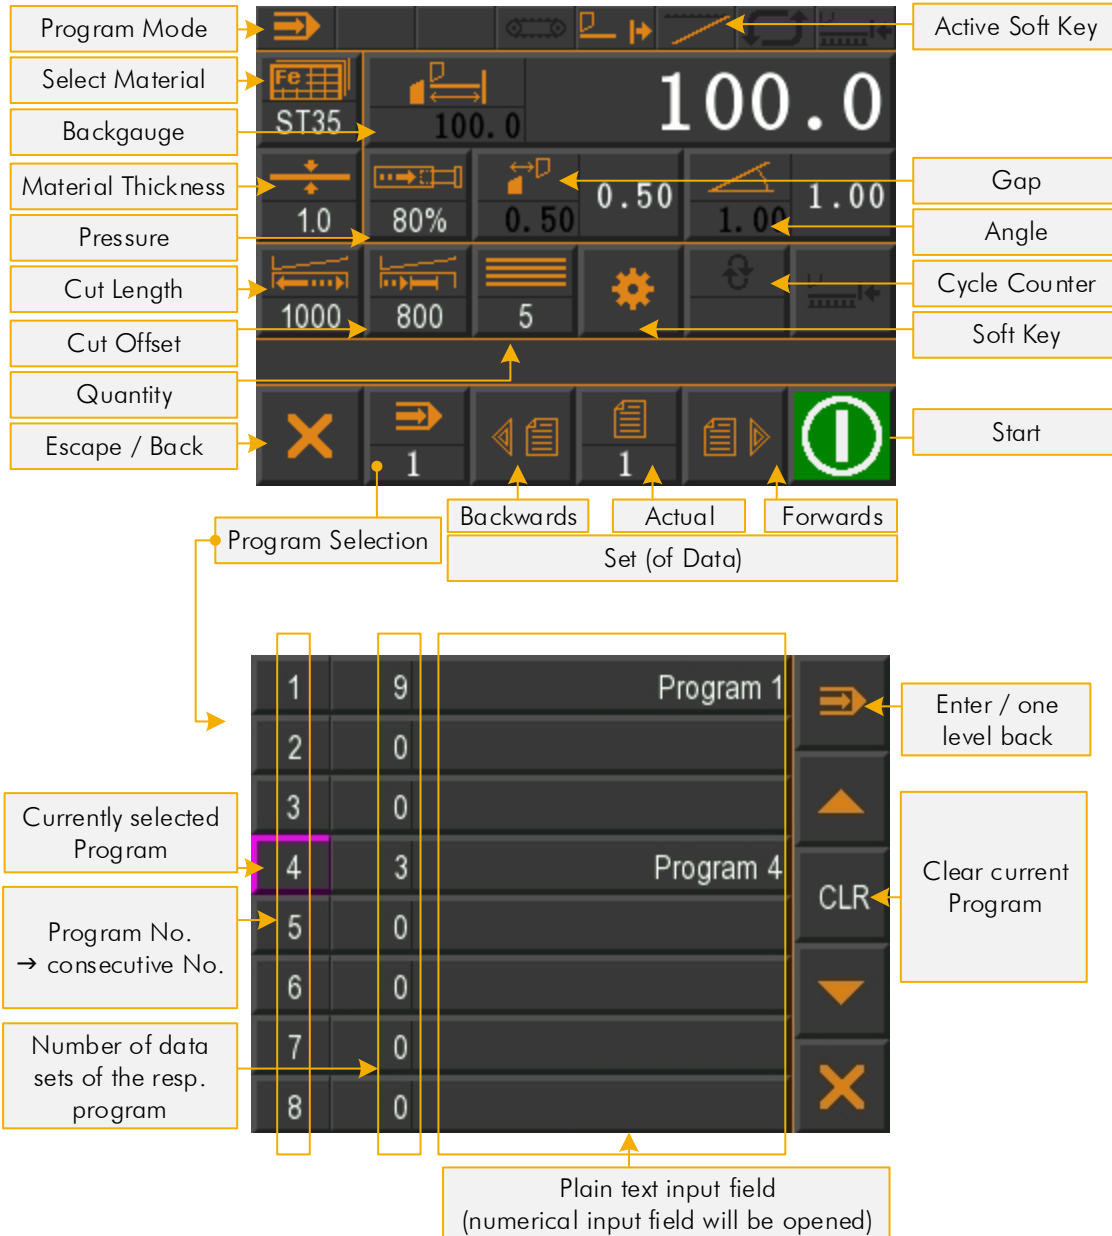 Program Mode
Active Soft Key
Select Material
Fe
ST35
100.0
100.0
Backgauge
Material Thickness
1.0
80%
0.50
0.50
1.00
1.00
Gap
Pressure
Angle
Cut Length
1000
800
5
Cycle Counter
Cut Offset
Soft Key
Quantity
Escape / Back
1
1
Start
Backwards
Actual
Forwards
Program Selection
Set (of Data)
1 9 Program 1
Enter / one
level back
2 0
3 0
Currently selected
Program
4 3 Program 4
CLR
Clear current
Program
5 0
Program No.
→ consecutive No.
6 0
7 0
Number of data
sets of the resp.
program
8 0
Plain text input field
(numerical input field will be opened)